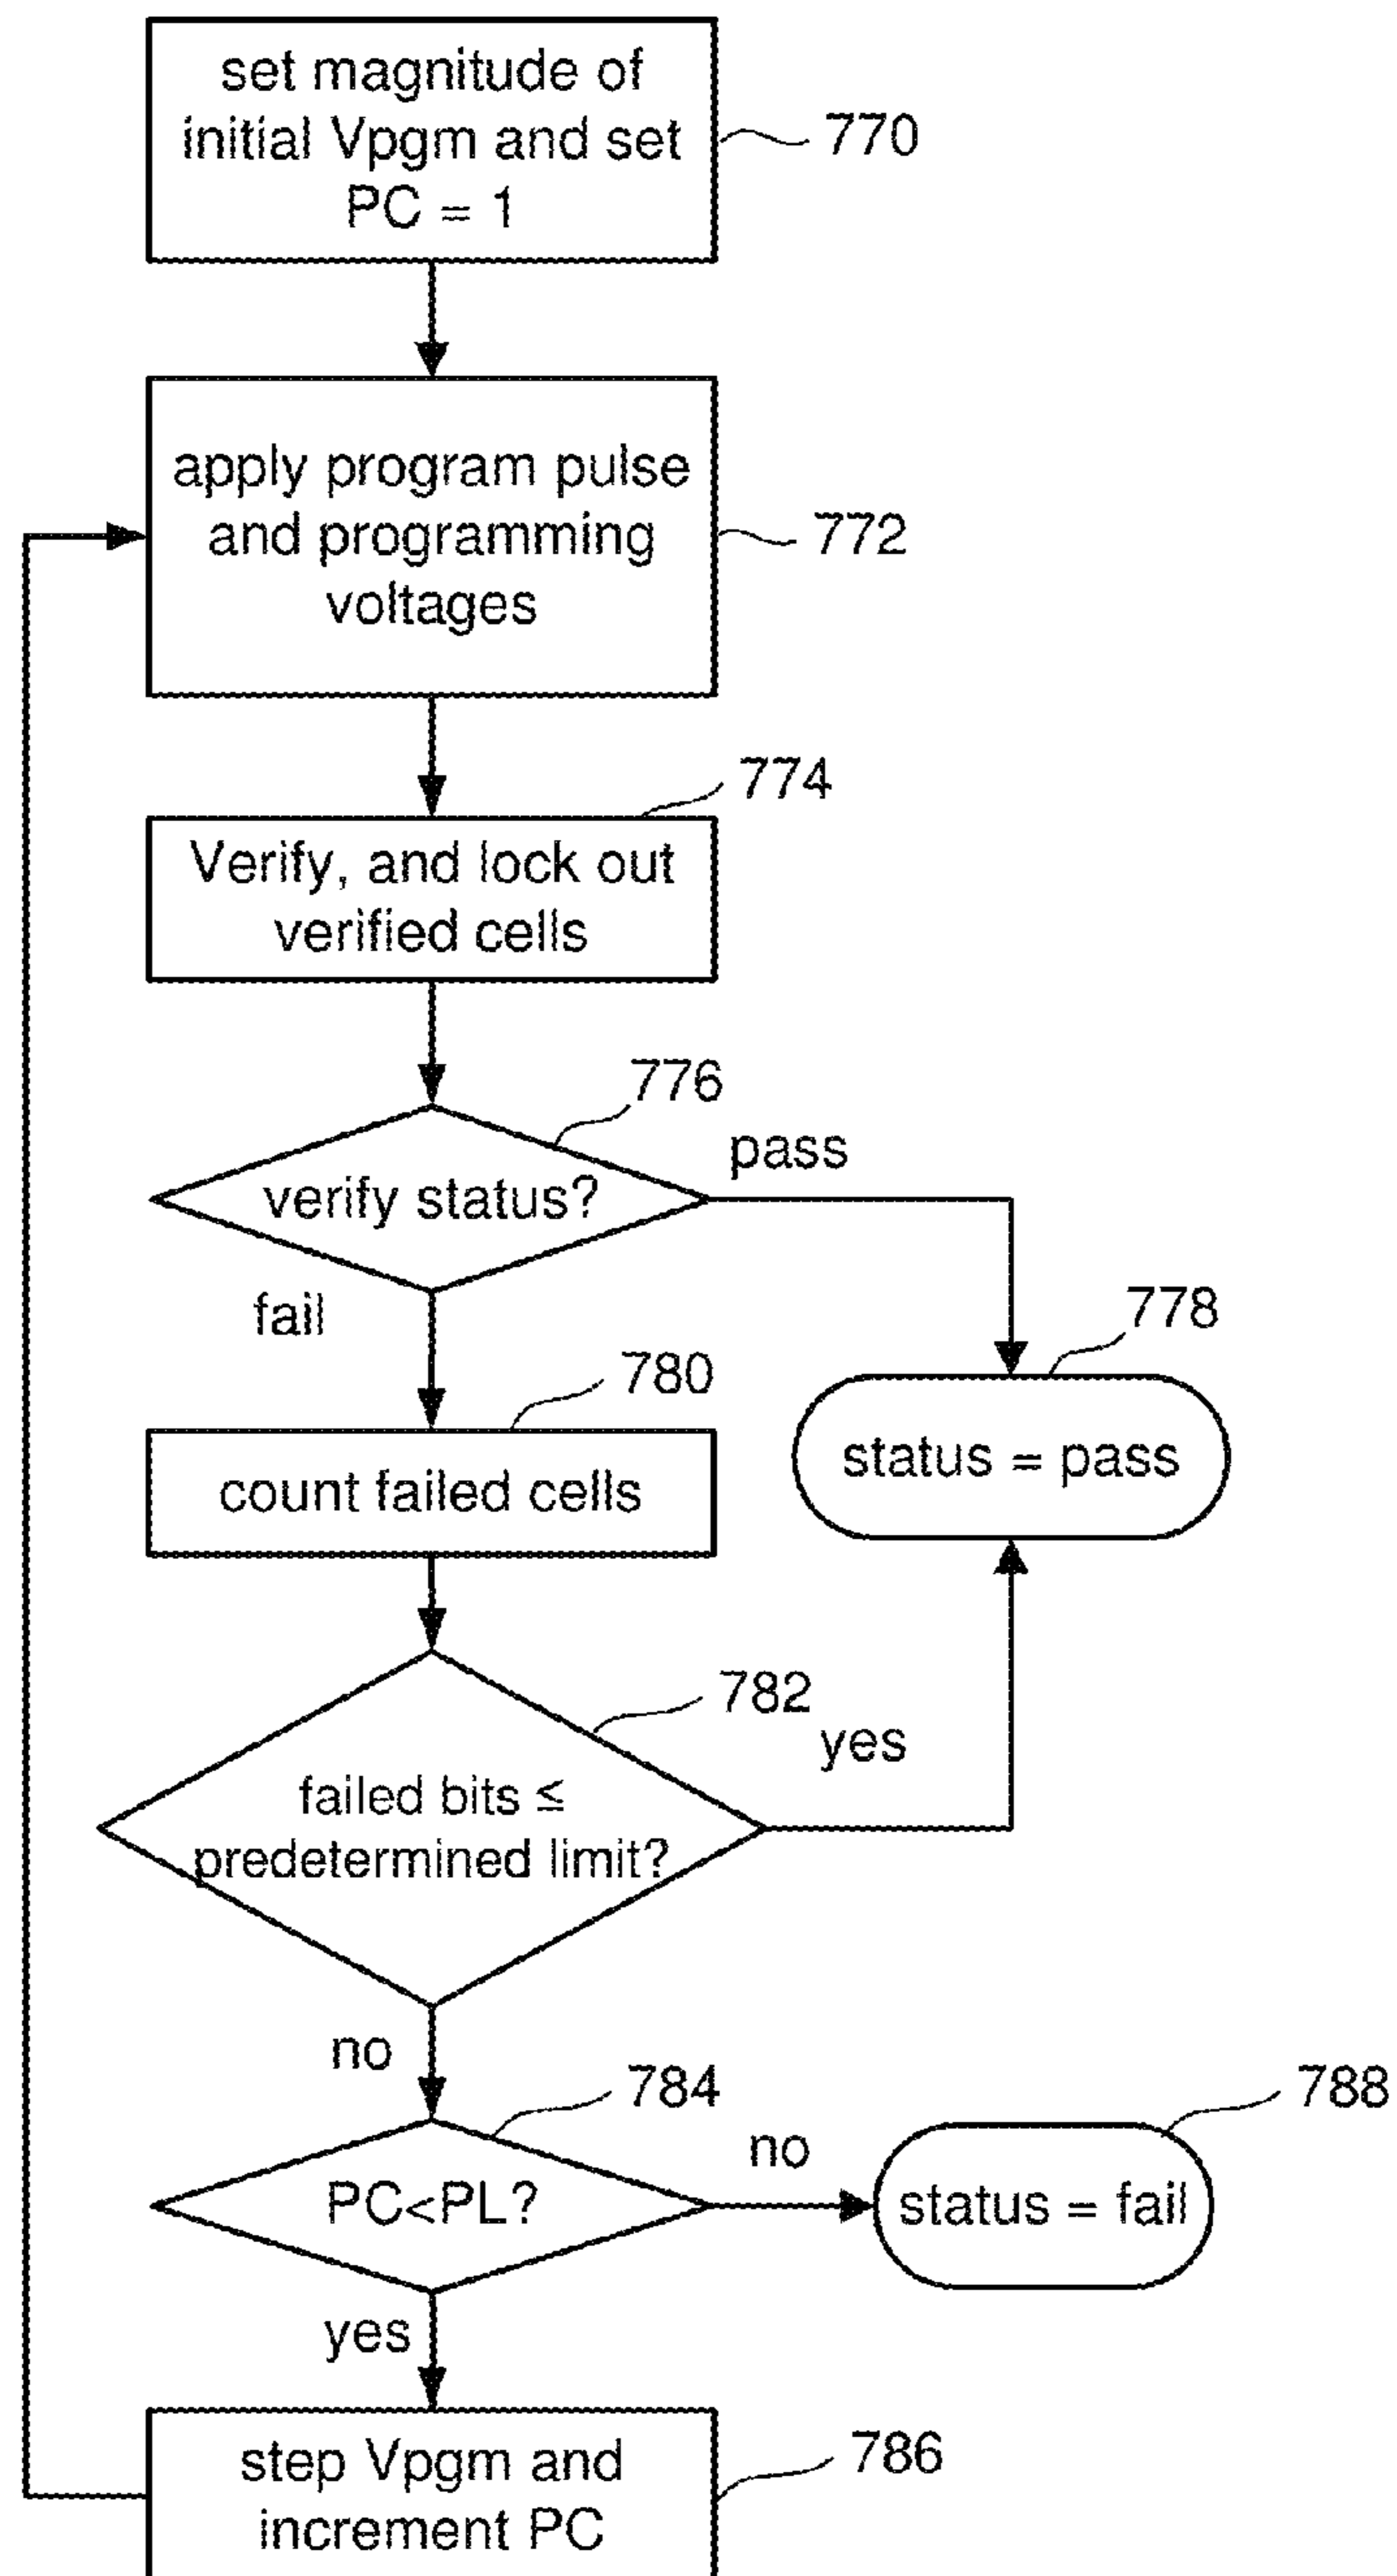 set magnitude of
initial Vpgm and set
PC = 1
770
apply program pulse
and programming
voltages
772
774
Verify, and lock out
verified cells
776
pass
verify status?
fail
778
780
status = pass
count failed cells
782
yes
failed bits ≤
predetermined limit?
no
784
788
no
PC<PL?
status = fail
yes
step Vpgm and
increment PC
786